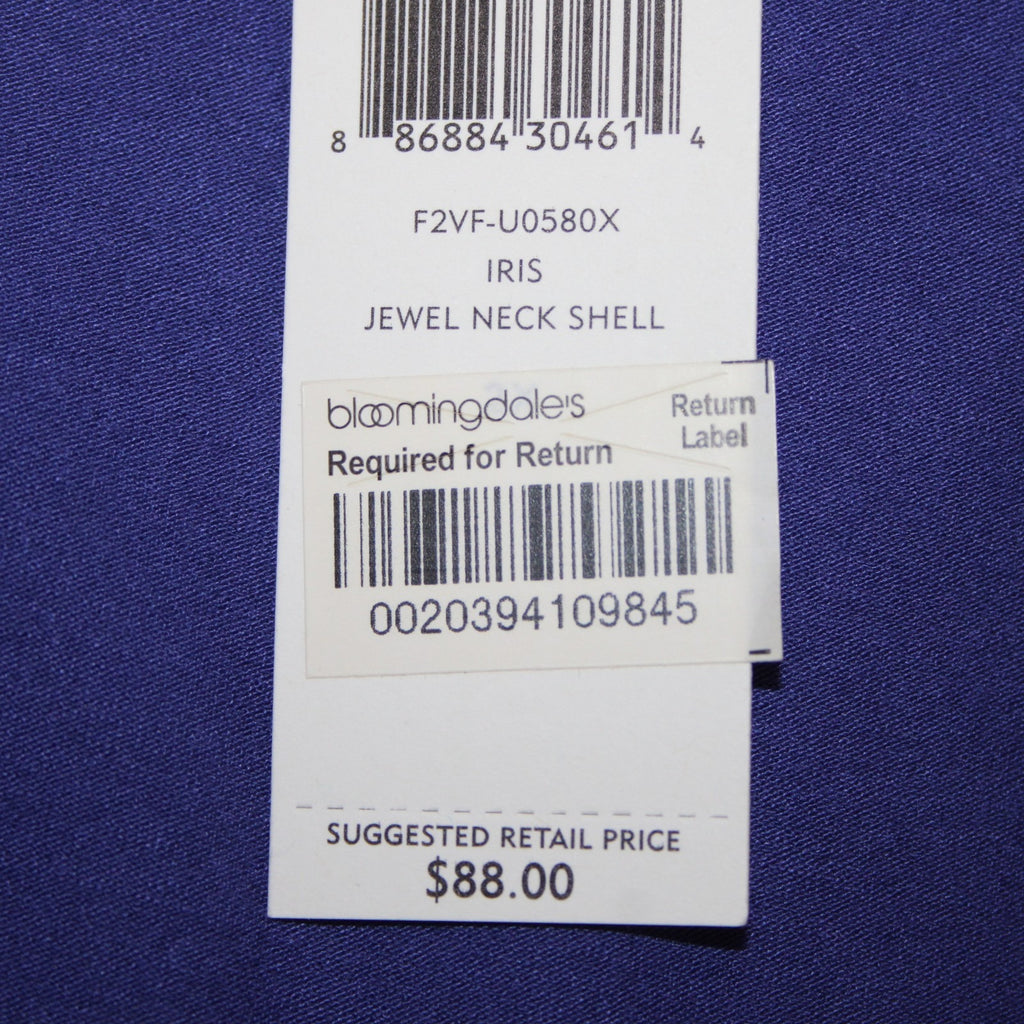 8 86884 30461 4
F2VF-U0580X
IRIS
JEWEL NECK SHELL
bloomingdale's
Return
Label
Required for Return
0020394109845
SUGGESTED RETAIL PRICE
$88.00